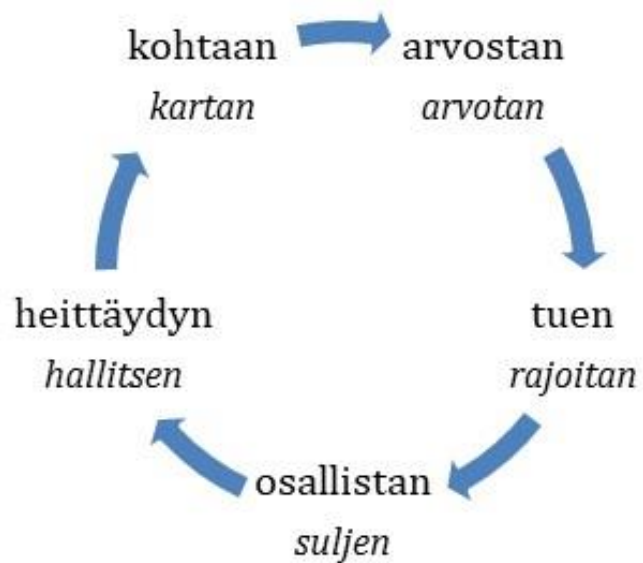 kohtaan
kartan
arvostan
arvotan
tuen
rajoitan
osallistan
suljen
heittäydyn
hallitsen